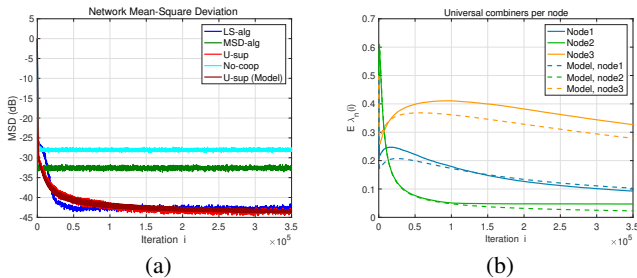 Network Mean-Square Deviation
5
0
-5
-10
-15
-20
-25
-30
-35
-40
-45
MSD (dB)
LS-alg
MSD-alg
U-sup
No-coop
U-sup (Model)
0 0.5 1 1.5 2 2.5 3 3.5
Iteration i
×10⁵
(a)
Universal combiners per node
0.7
0.6
0.5
0.4
0.3
0.2
0.1
0
E λₙ(i)
Node1
Node2
Node3
Model, node1
Model, node2
Model, node3
0 0.5 1 1.5 2 2.5 3 3.5
Iteration i
×10⁵
(b)